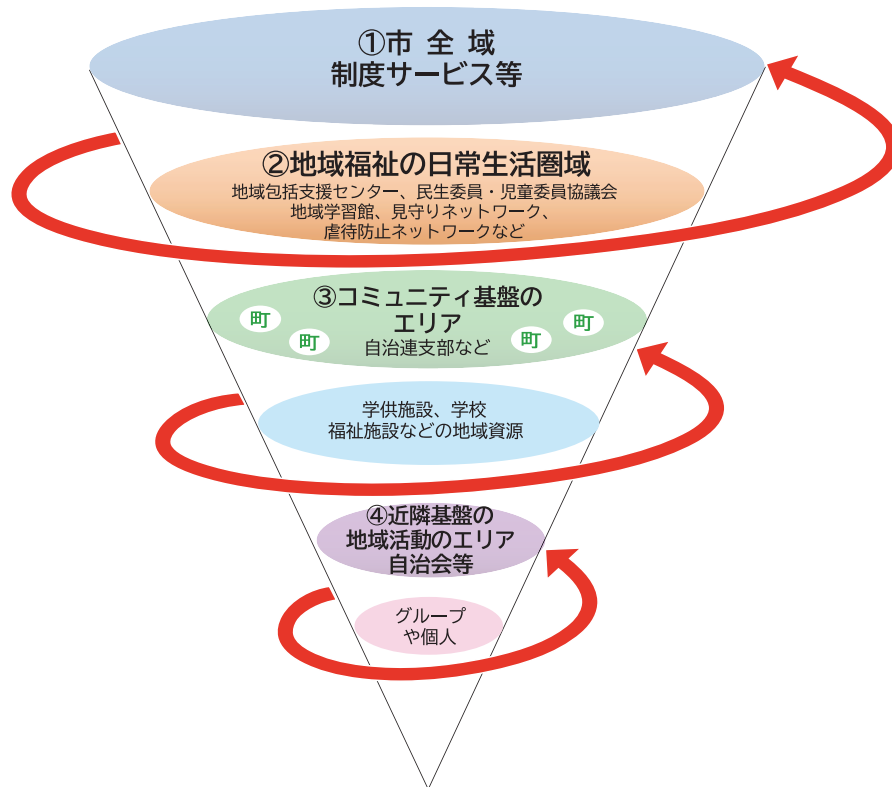 ①市 全 域
制度サービス等
②地域福祉の日常生活圏域
地域包括支援センター、民生委員・児童委員協議会
地域学習館、見守りネットワーク、
虐待防止ネットワークなど
③コミュニティ基盤の
エリア
町
町
町
町
自治連支部など
学供施設、学校
福祉施設などの地域資源
④近隣基盤の
地域活動のエリア
自治会等
グループ
や個人